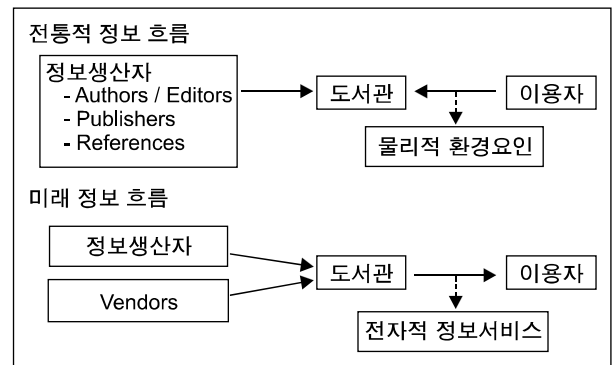 전통적 정보 흐름
정보생산자
- Authors / Editors
- Publishers
- References
도서관
이용자
물리적 환경요인
미래 정보 흐름
정보생산자
Vendors
도서관
이용자
전자적 정보서비스